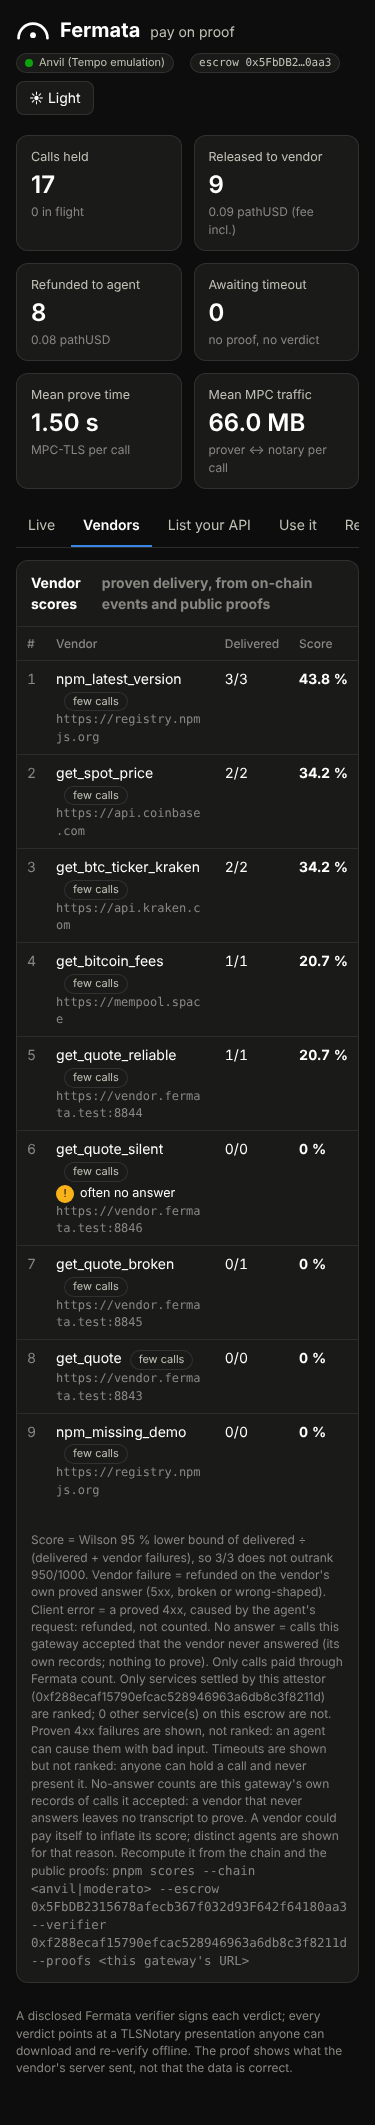 Fermata pay on proof
Anvil (Tempo emulation) escrow 0x5FbDB2…0aa3
☀ Light
Calls held
17
0 in flight
Released to vendor
9
0.09 pathUSD (fee
incl.)
Refunded to agent
8
0.08 pathUSD
Awaiting timeout
0
no proof, no verdict
Mean prove time
1.50 s
MPC-TLS per call
Mean MPC traffic
66.0 MB
prover ↔ notary per
call
Live Vendors List your API Use it Re
Vendor
scores
proven delivery, from on-chain
events and public proofs
# Vendor Delivered Score
1 npm_latest_version 3/3 43.8 %
few calls
https://registry.npm
js.org
2 get_spot_price 2/2 34.2 %
few calls
https://api.coinbase
.com
3 get_btc_ticker_kraken 2/2 34.2 %
few calls
https://api.kraken.c
om
4 get_bitcoin_fees 1/1 20.7 %
few calls
https://mempool.spac
e
5 get_quote_reliable 1/1 20.7 %
few calls
https://vendor.ferma
ta.test:8844
6 get_quote_silent 0/0 0 %
few calls
! often no answer
https://vendor.ferma
ta.test:8846
7 get_quote_broken 0/1 0 %
few calls
https://vendor.ferma
ta.test:8845
8 get_quote few calls 0/0 0 %
https://vendor.ferma
ta.test:8843
9 npm_missing_demo 0/0 0 %
few calls
https://registry.npm
js.org
Score = Wilson 95 % lower bound of delivered ÷
(delivered + vendor failures), so 3/3 does not outrank
950/1000. Vendor failure = refunded on the vendor's
own proved answer (5xx, broken or wrong-shaped).
Client error = a proved 4xx, caused by the agent's
request: refunded, not counted. No answer = calls this
gateway accepted that the vendor never answered (its
own records; nothing to prove). Only calls paid through
Fermata count. Only services settled by this attestor
(0xf288ecaf15790efcac528946963a6db8c3f8211d)
are ranked; 0 other service(s) on this escrow are not.
Proven 4xx failures are shown, not ranked: an agent
can cause them with bad input. Timeouts are shown
but not ranked: anyone can hold a call and never
present it. No-answer counts are this gateway's own
records of calls it accepted: a vendor that never
answers leaves no transcript to prove. A vendor could
pay itself to inflate its score; distinct agents are shown
for that reason. Recompute it from the chain and the
public proofs: pnpm scores --chain
<anvil|moderato> --escrow
0x5FbDB2315678afecb367f032d93F642f64180aa3
--verifier
0xf288ecaf15790efcac528946963a6db8c3f8211d
--proofs <this gateway's URL>
A disclosed Fermata verifier signs each verdict; every
verdict points at a TLSNotary presentation anyone can
download and re-verify offline. The proof shows what the
vendor's server sent, not that the data is correct.